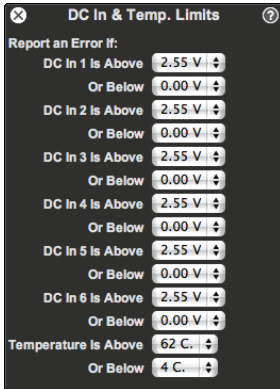 DC In & Temp. Limits
Report an Error If:
DC In 1 Is Above 2.55 V
Or Below 0.00 V
DC In 2 Is Above 2.55 V
Or Below 0.00 V
DC In 3 Is Above 2.55 V
Or Below 0.00 V
DC In 4 Is Above 2.55 V
Or Below 0.00 V
DC In 5 Is Above 2.55 V
Or Below 0.00 V
DC In 6 Is Above 2.55 V
Or Below 0.00 V
Temperature Is Above 62 C.
Or Below 4 C.